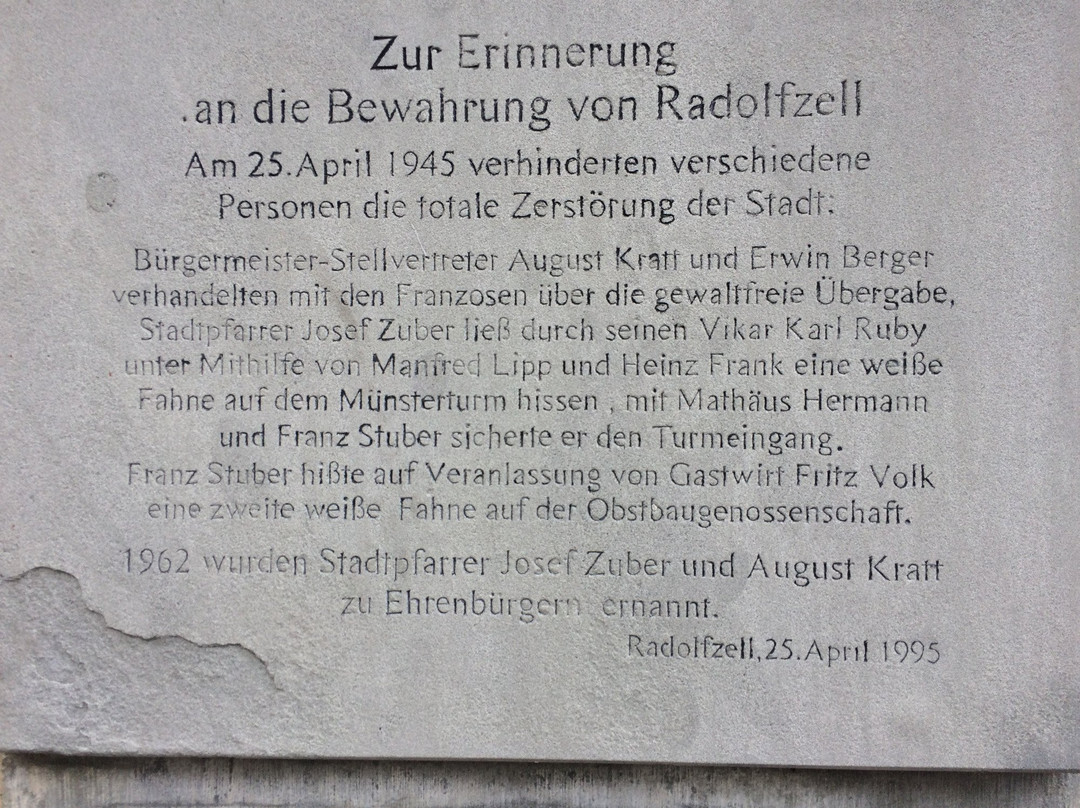 Zur Erinnerung
an die Bewahrung von Radolfzell
Am 25. April 1945 verhinderten verschiedene
Personen die totale Zerstörung der Stadt:
Bürgermeister-Stellvertreter August Kratt und Erwin Berger
verhandelten mit den Franzosen über die gewaltfreie Übergabe,
Stadtpfarrer Josef Zuber ließ durch seinen Vikar Karl Ruby
unter Mithilfe von Manfred Lipp und Heinz Frank eine weiße
Fahne auf dem Münsterturm hissen, mit Mathäus Hermann
und Franz Stuber sicherte er den Turmeingang.
Franz Stuber hißte auf Veranlassung von Gastwirt Fritz Volk
eine zweite weiße Fahne auf der Obstbaugenossenschaft.
1962 wurden Stadtpfarrer Josef Zuber und August Kratt
zu Ehrenbürgern ernannt.
Radolfzell, 25. April 1995